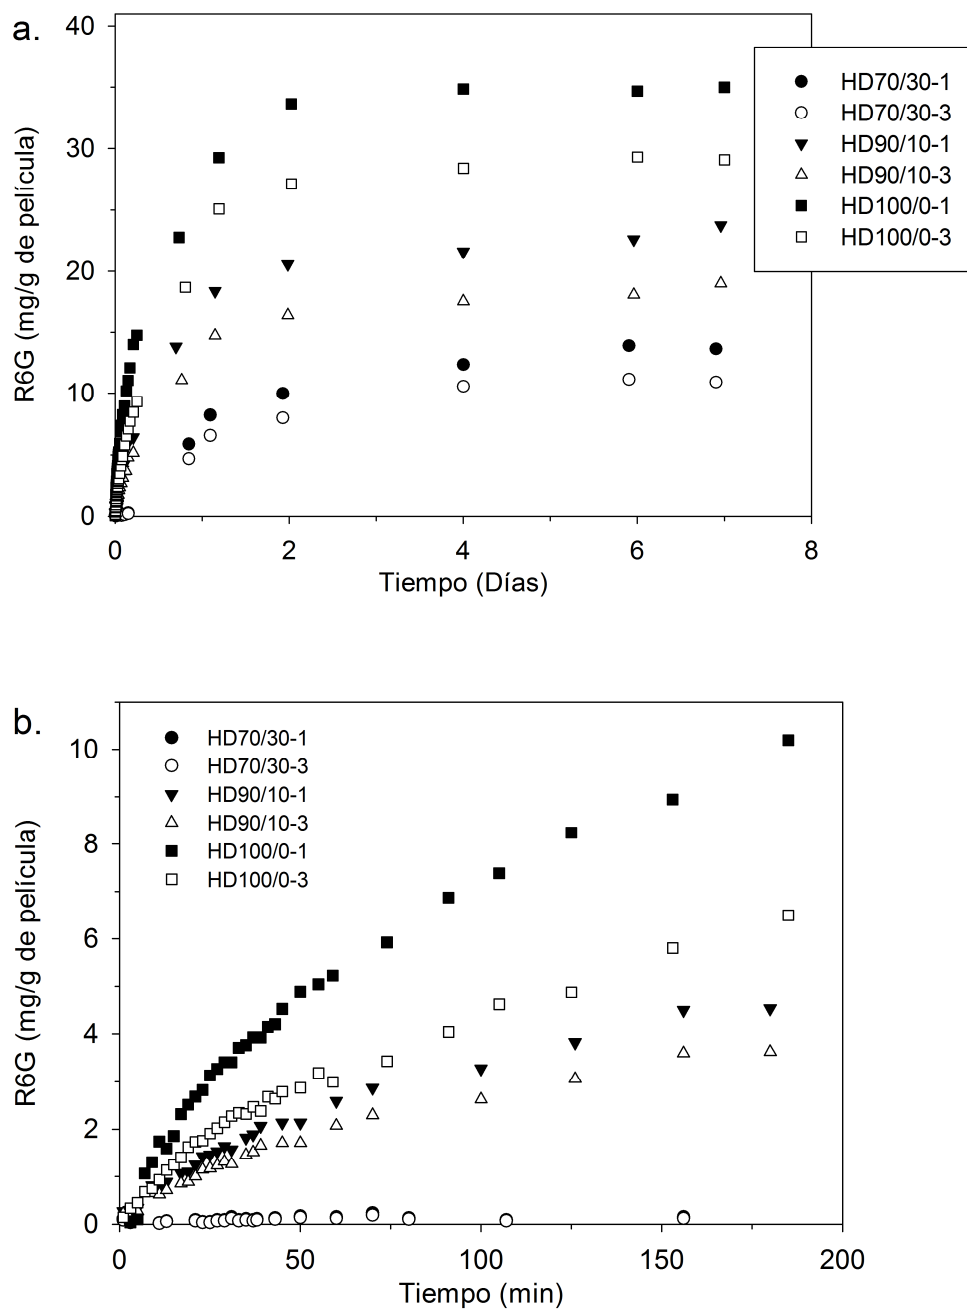 a.
40
30
20
10
0
R6G (mg/g de película)
0 2 4 6 8
Tiempo (Días)
HD70/30-1
HD70/30-3
HD90/10-1
HD90/10-3
HD100/0-1
HD100/0-3
b.
10
8
6
4
2
0
R6G (mg/g de película)
HD70/30-1
HD70/30-3
HD90/10-1
HD90/10-3
HD100/0-1
HD100/0-3
0 50 100 150 200
Tiempo (min)